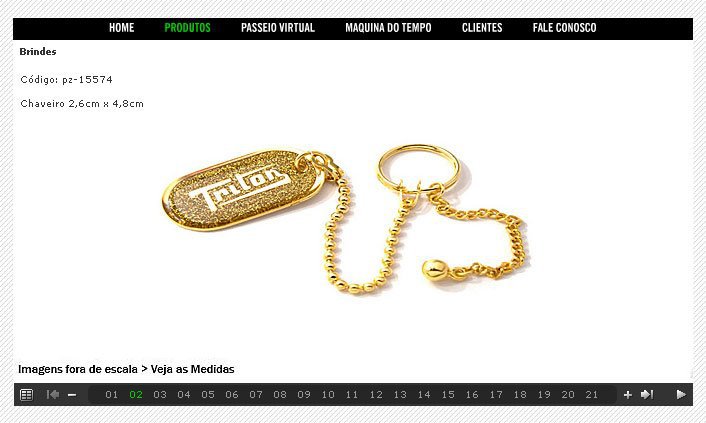 HOME PRODUTOS PASSEIO VIRTUAL MAQUINA DO TEMPO CLIENTES FALE CONOSCO
Brindes
Código: pz-15574
Chaveiro 2,6cm x 4,8cm
Trilan
Imagens fora de escala > Veja as Medidas
01 02 03 04 05 06 07 08 09 10 11 12 13 14 15 16 17 18 19 20 21